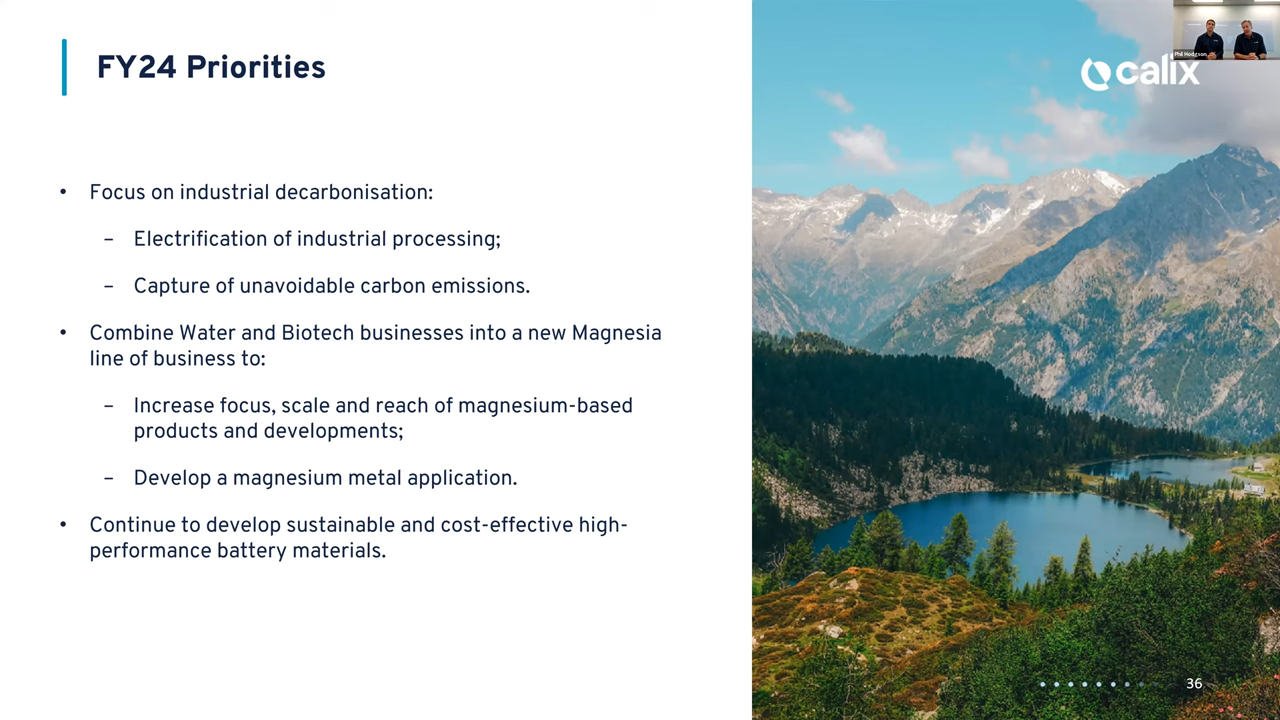 FY24 Priorities
Phil Hodgson
calix
• Focus on industrial decarbonisation:
– Electrification of industrial processing;
– Capture of unavoidable carbon emissions.
• Combine Water and Biotech businesses into a new Magnesia
line of business to:
– Increase focus, scale and reach of magnesium-based
products and developments;
– Develop a magnesium metal application.
• Continue to develop sustainable and cost-effective high-
performance battery materials.
36